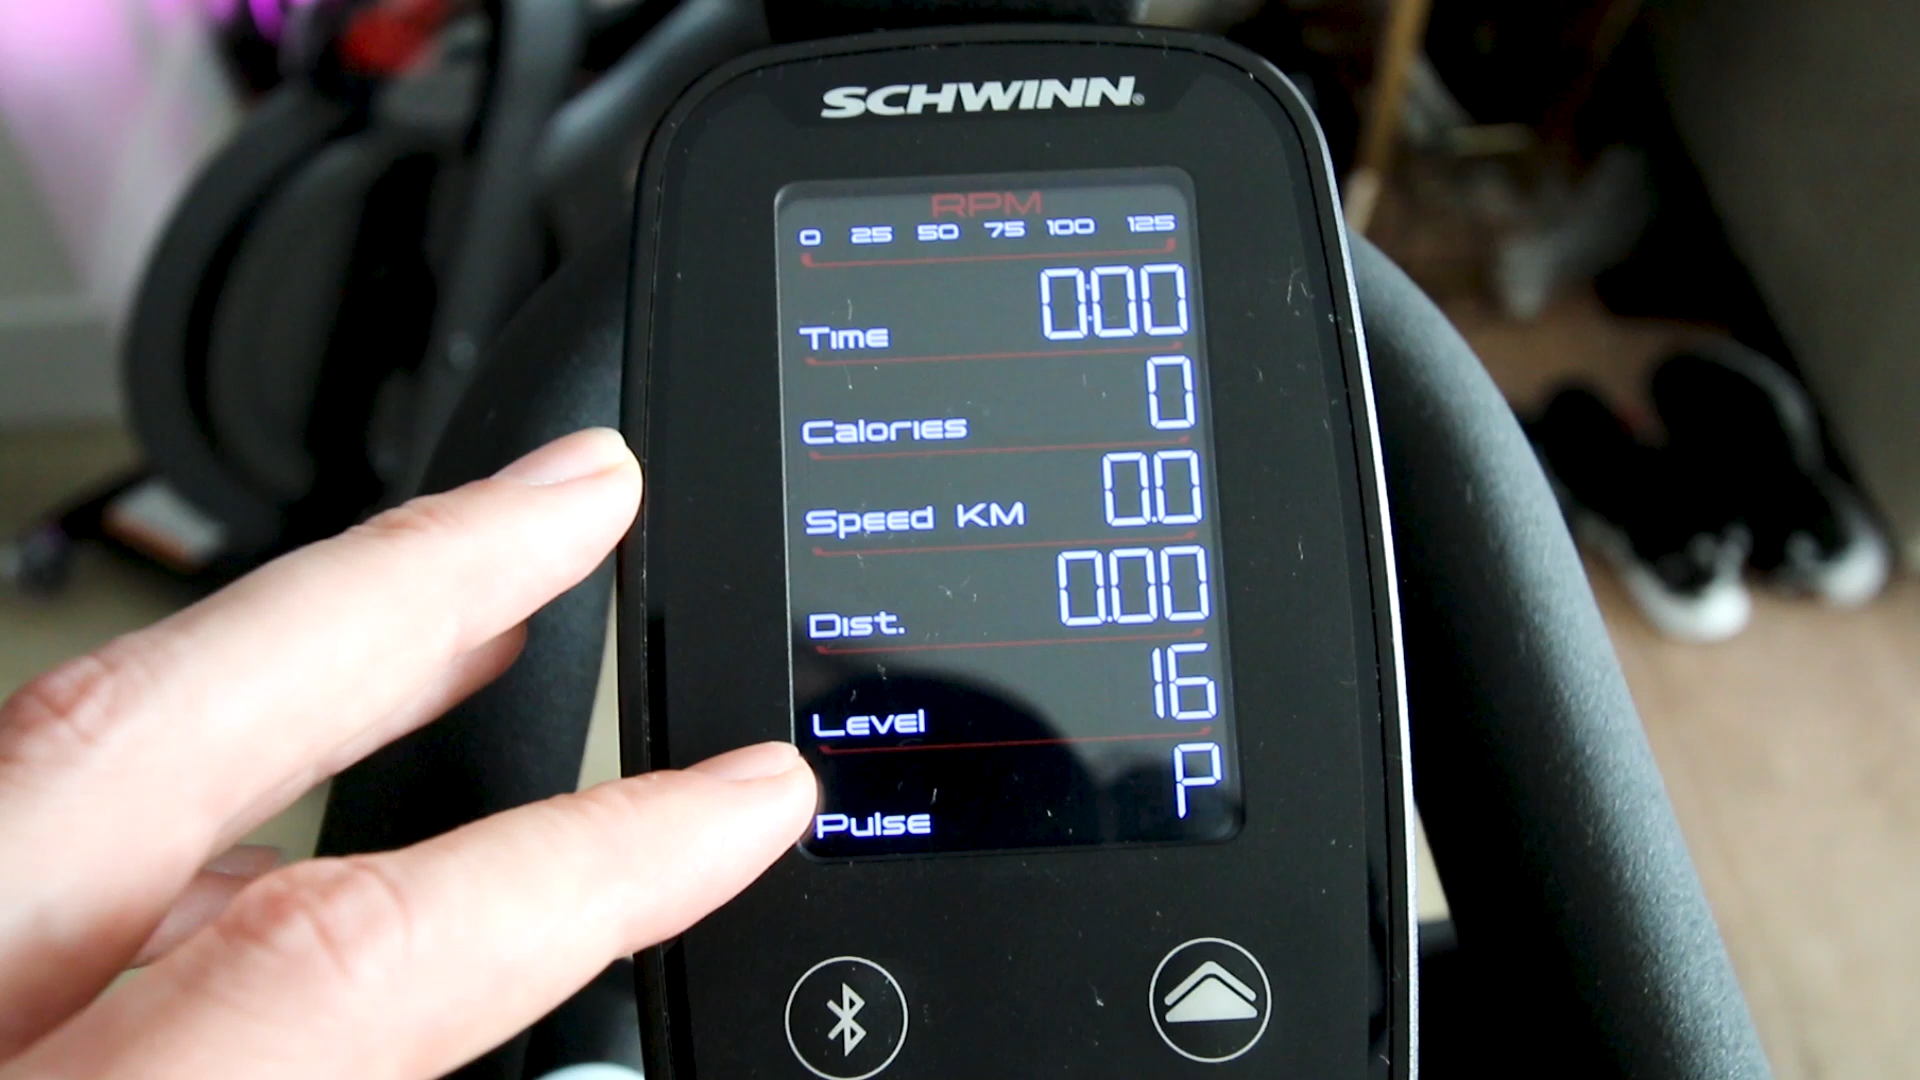 SCHWINN®
RPM
0 25 50 75 100 125
Time 0:00
Calories 0
Speed KM 0.0
Dist. 0.00
Level 16
Pulse P